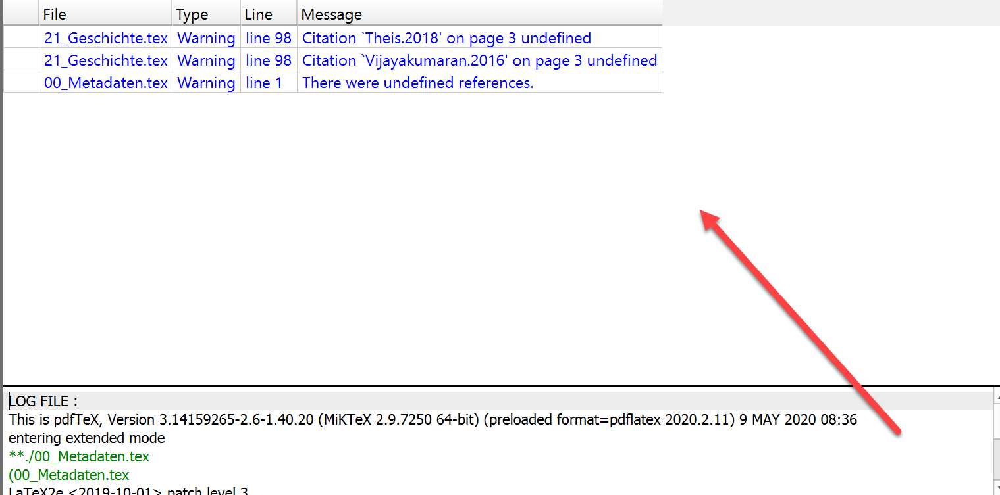 File Type Line Message
21_Geschichte.tex Warning line 98 Citation `Theis.2018' on page 3 undefined
21_Geschichte.tex Warning line 98 Citation `Vijayakumaran.2016' on page 3 undefined
00_Metadaten.tex Warning line 1 There were undefined references.
LOG FILE :
This is pdfTeX, Version 3.14159265-2.6-1.40.20 (MiKTeX 2.9.7250 64-bit) (preloaded format=pdflatex 2020.2.11) 9 MAY 2020 08:36
entering extended mode
**./00_Metadaten.tex
(00_Metadaten.tex
LaTeX2e <2019-10-01> patch level 3